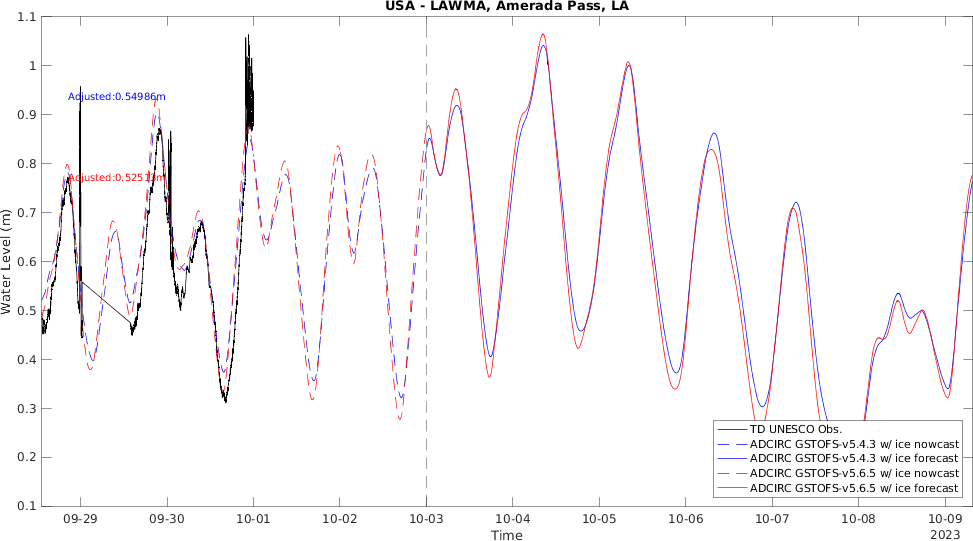 USA - LAWMA, Amerada Pass, LA
1.1
1
0.9
0.8
0.7
0.6
0.5
0.4
0.3
0.2
0.1
Water Level (m)
Adjusted:0.54986m
Adjusted:0.52513m
TD UNESCO Obs.
ADCIRC GSTOFS-v5.4.3 w/ ice nowcast
ADCIRC GSTOFS-v5.4.3 w/ ice forecast
ADCIRC GSTOFS-v5.6.5 w/ ice nowcast
ADCIRC GSTOFS-v5.6.5 w/ ice forecast
09-29 09-30 10-01 10-02 10-03 10-04 10-05 10-06 10-07 10-08 10-09
Time
2023